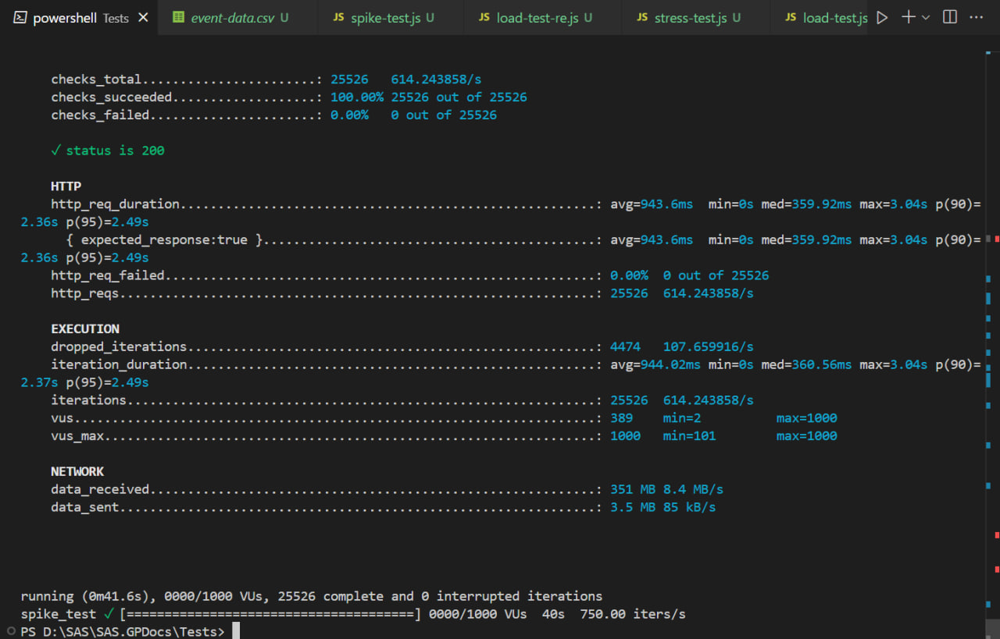 powershell Tests × event-data.csv U JS spike-test.js U JS load-test-re.js U JS stress-test.js U JS load-test.js
checks_total.......................: 25526 614.243858/s
checks_succeeded...................: 100.00% 25526 out of 25526
checks_failed......................: 0.00% 0 out of 25526
✓ status is 200
HTTP
http_req_duration.......................................................: avg=943.6ms min=0s med=359.92ms max=3.04s p(90)=
2.36s p(95)=2.49s
{ expected_response:true }............................................: avg=943.6ms min=0s med=359.92ms max=3.04s p(90)=
2.36s p(95)=2.49s
http_req_failed.........................................................: 0.00% 0 out of 25526
http_reqs...............................................................: 25526 614.243858/s
EXECUTION
dropped_iterations......................................................: 4474 107.659916/s
iteration_duration......................................................: avg=944.02ms min=0s med=360.56ms max=3.04s p(90)=
2.37s p(95)=2.49s
iterations..............................................................: 25526 614.243858/s
vus.....................................................................: 389 min=2 max=1000
vus_max.................................................................: 1000 min=101 max=1000
NETWORK
data_received...........................................................: 351 MB 8.4 MB/s
data_sent...............................................................: 3.5 MB 85 kB/s
running (0m41.6s), 0000/1000 VUs, 25526 complete and 0 interrupted iterations
spike_test ✓ [======================================] 0000/1000 VUs 40s 750.00 iters/s
PS D:\SAS\SAS.GPDocs\Tests>